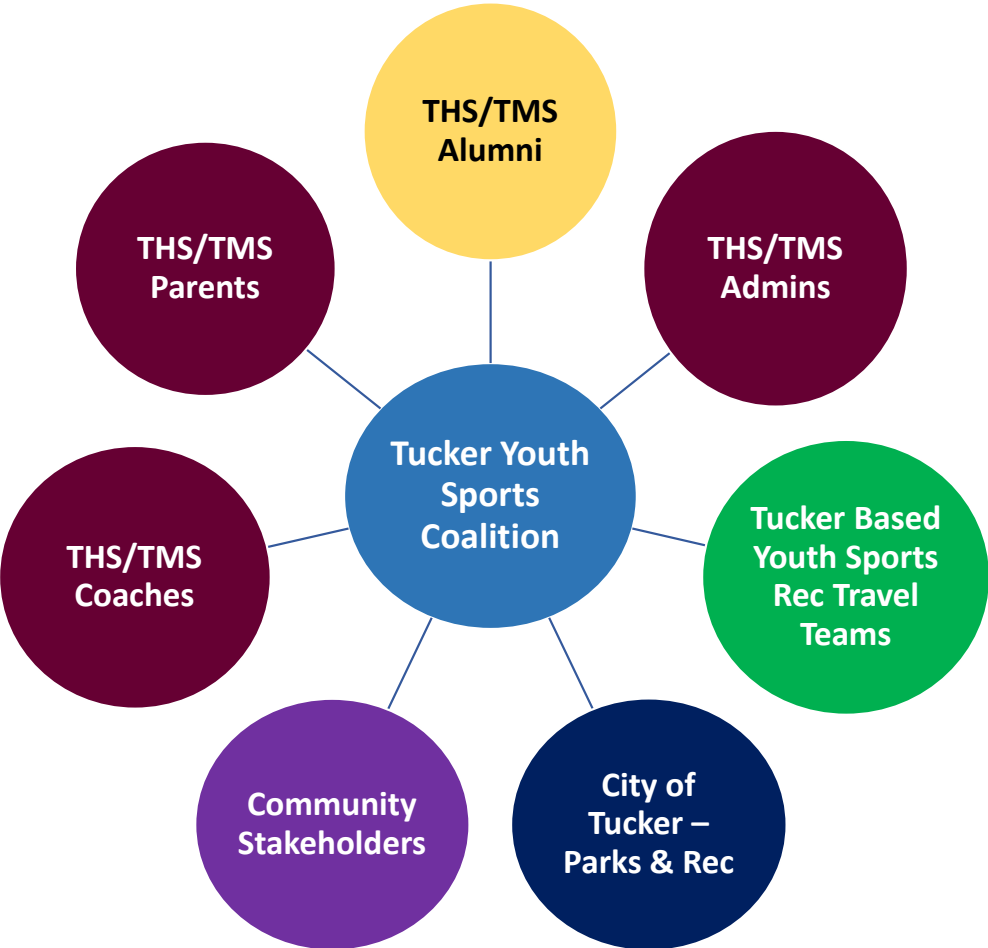 THS/TMS
Alumni
THS/TMS
Parents
THS/TMS
Admins
Tucker Youth
Sports
Coalition
THS/TMS
Coaches
Tucker Based
Youth Sports
Rec Travel
Teams
Community
Stakeholders
City of
Tucker –
Parks & Rec